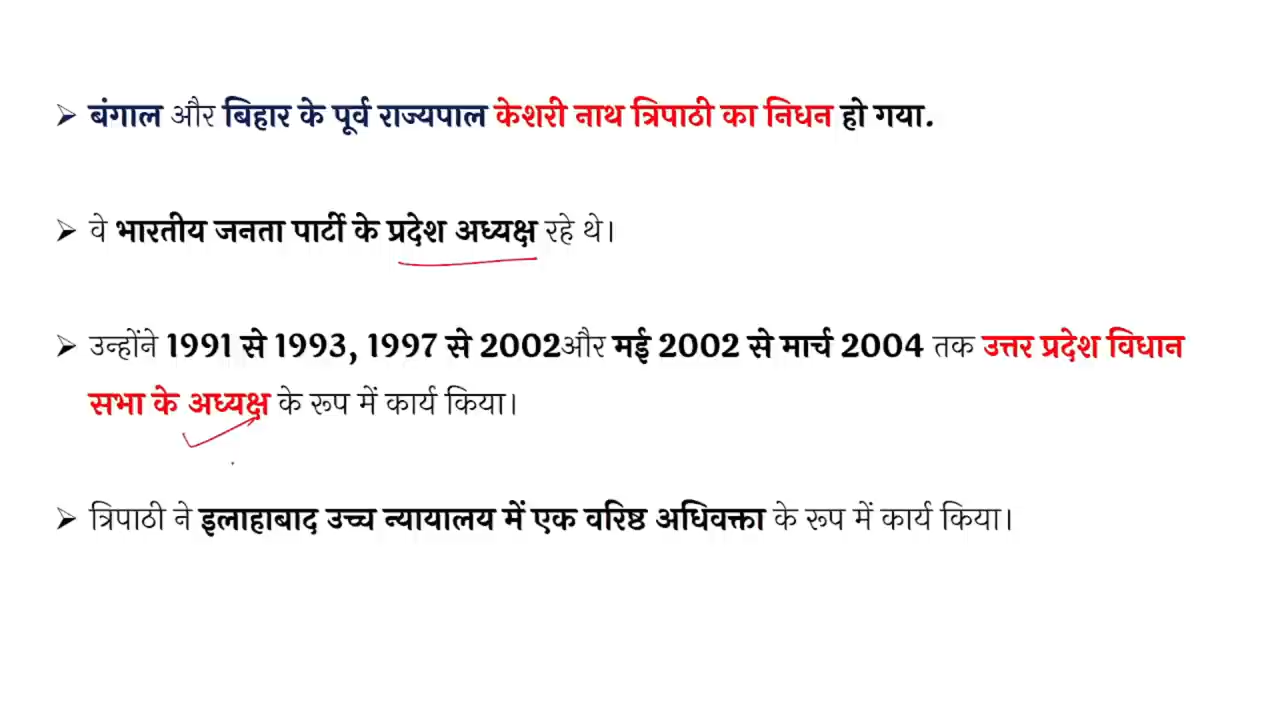 ➢ बंगाल और बिहार के पूर्व राज्यपाल केशरी नाथ त्रिपाठी का निधन हो गया.
➢ वे भारतीय जनता पार्टी के प्रदेश अध्यक्ष रहे थे।
➢ उन्होंने 1991 से 1993, 1997 से 2002और मई 2002 से मार्च 2004 तक उत्तर प्रदेश विधान
सभा के अध्यक्ष के रूप में कार्य किया।
➢ त्रिपाठी ने इलाहाबाद उच्च न्यायालय में एक वरिष्ठ अधिवक्ता के रूप में कार्य किया।